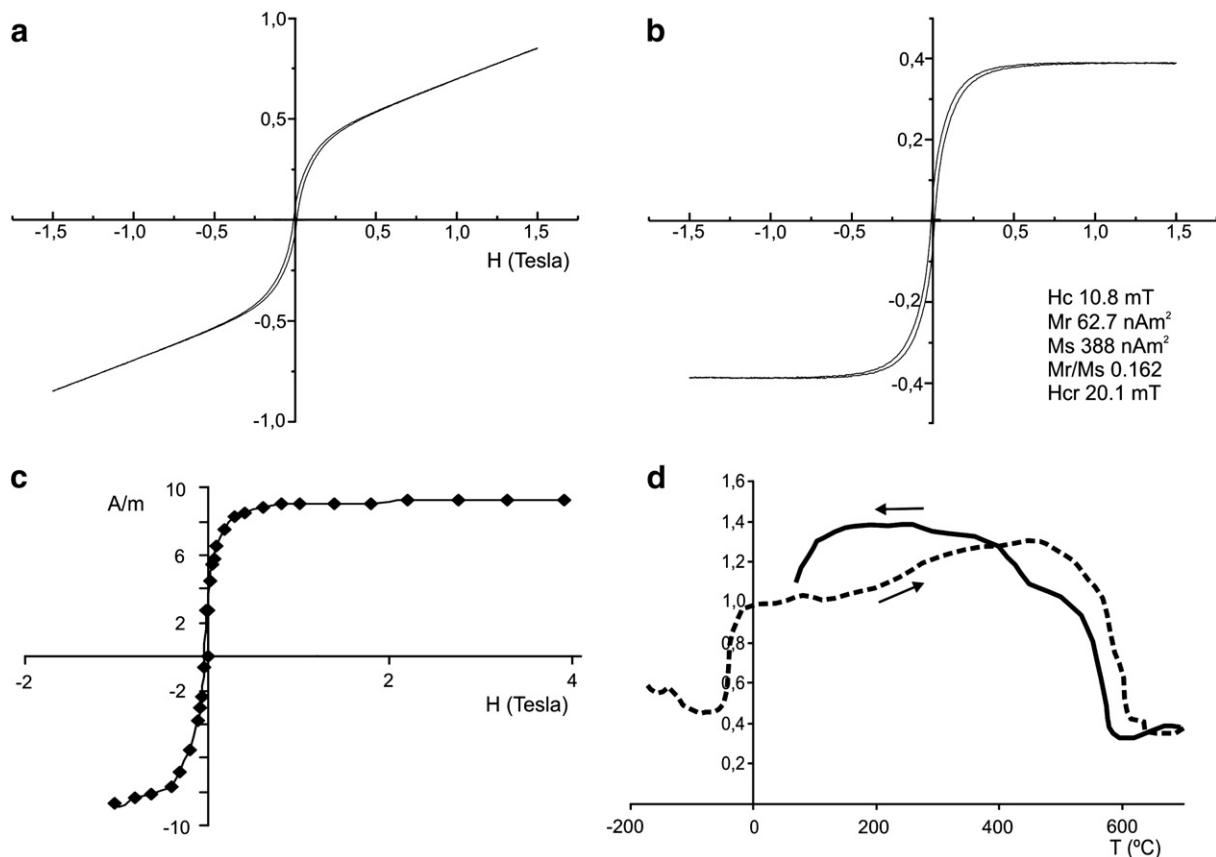 a
1,0
0,5
-1,5 -1,0 -0,5 0,5 1,0 1,5
H (Tesla)
-0,5
-1,0
b
0,4
0,2
-1,5 -1,0 -0,5 0,5 1,0 1,5
-0,2
-0,4
Hc 10.8 mT
Mr 62.7 nAm²
Ms 388 nAm²
Mr/Ms 0.162
Hcr 20.1 mT
c
A/m
10
6
2
-2 2 4
-2
H (Tesla)
-6
-10
d
1,6
1,4
1,2
1,0
0,8
0,6
0,4
0,2
-200 0 200 400 600
T (ºC)